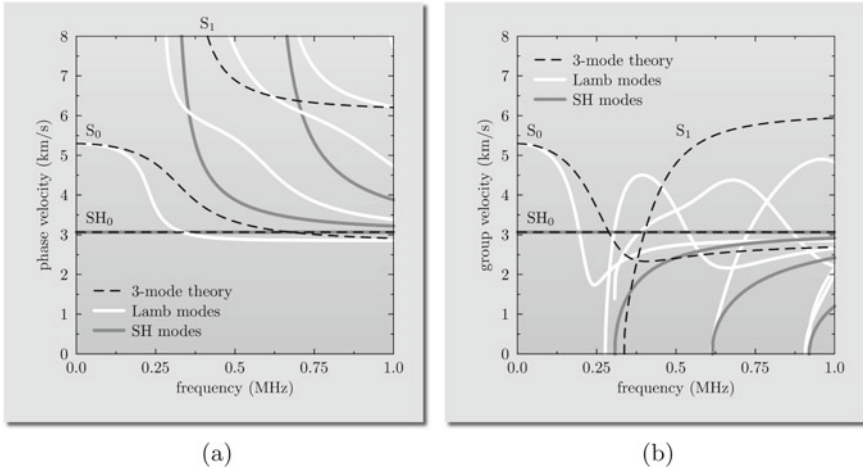 S1
8
7
6
5
4
3
2
1
0
S0
SH0
3-mode theory
Lamb modes
SH modes
0.0
0.25
0.5
0.75
1.0
frequency (MHz)
phase velocity (km/s)
(a)
8
7
6
5
4
3
2
1
0
3-mode theory
Lamb modes
SH modes
S0
S1
SH0
0.0
0.25
0.5
0.75
1.0
frequency (MHz)
group velocity (km/s)
(b)